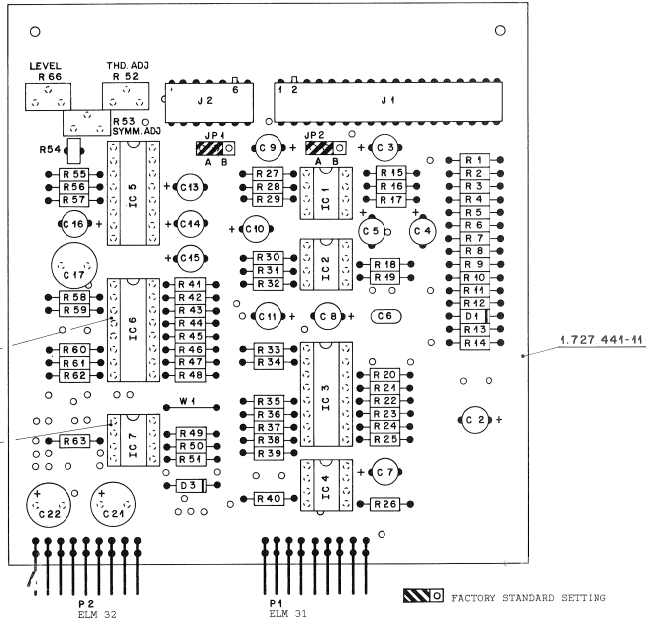 LEVEL
R 66
THD. ADJ
R 52
R 53
SYMM. ADJ
1 6
J 2
1 2
J 1
R54
JP1
A B
JP2
A B
C 9 +
C 3 +
R 55
R 56
R 57
IC 5
+ C13
R 27
R 28
R 29
IC 1
R 15
R 16
R 17
R 1
R 2
R 3
R 4
R 5
R 6
R 7
R 8
R 9
R 10
R 11
R 12
D 1
R 13
R 14
C 16 +
+ C 14
+ C 10
+ C 5
+ C 4
C 17
+ C 15
R 30
R 31
R 32
IC 2
R 18
R 19
R 58
R 59
IC 6
R 41
R 42
R 43
R 44
R 45
R 46
R 47
R 48
C 11 +
C 8 +
C 6
1.727 441-11
R 60
R 61
R 62
R 33
R 34
IC 3
R 20
R 21
R 22
R 23
R 24
R 25
W 1
R 35
R 36
R 37
R 38
R 39
C 2 +
R 63
IC 7
R 49
R 50
R 51
D 3
R 40
IC 4
+ C 7
R 26
+ C 22
+ C 21
P 2
ELM 32
P1
ELM 31
FACTORY STANDARD SETTING